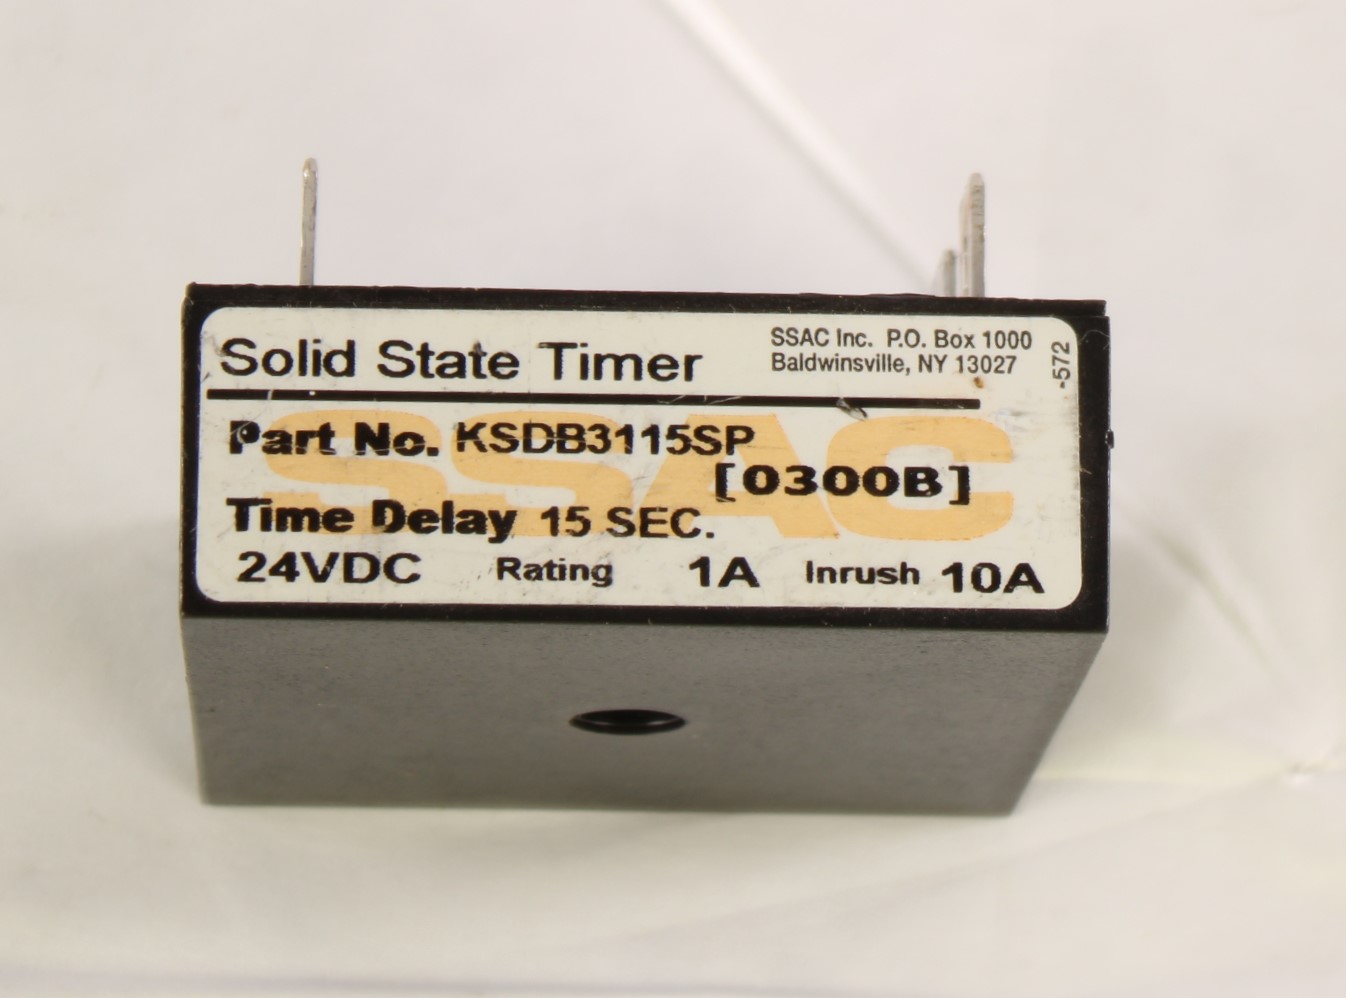 Solid State Timer
SSAC Inc. P.O. Box 1000
Baldwinsville, NY 13027
-572
SSAC
Part No. KSDB3115SP
[0300B]
Time Delay 15 SEC.
24VDC Rating 1A Inrush 10A